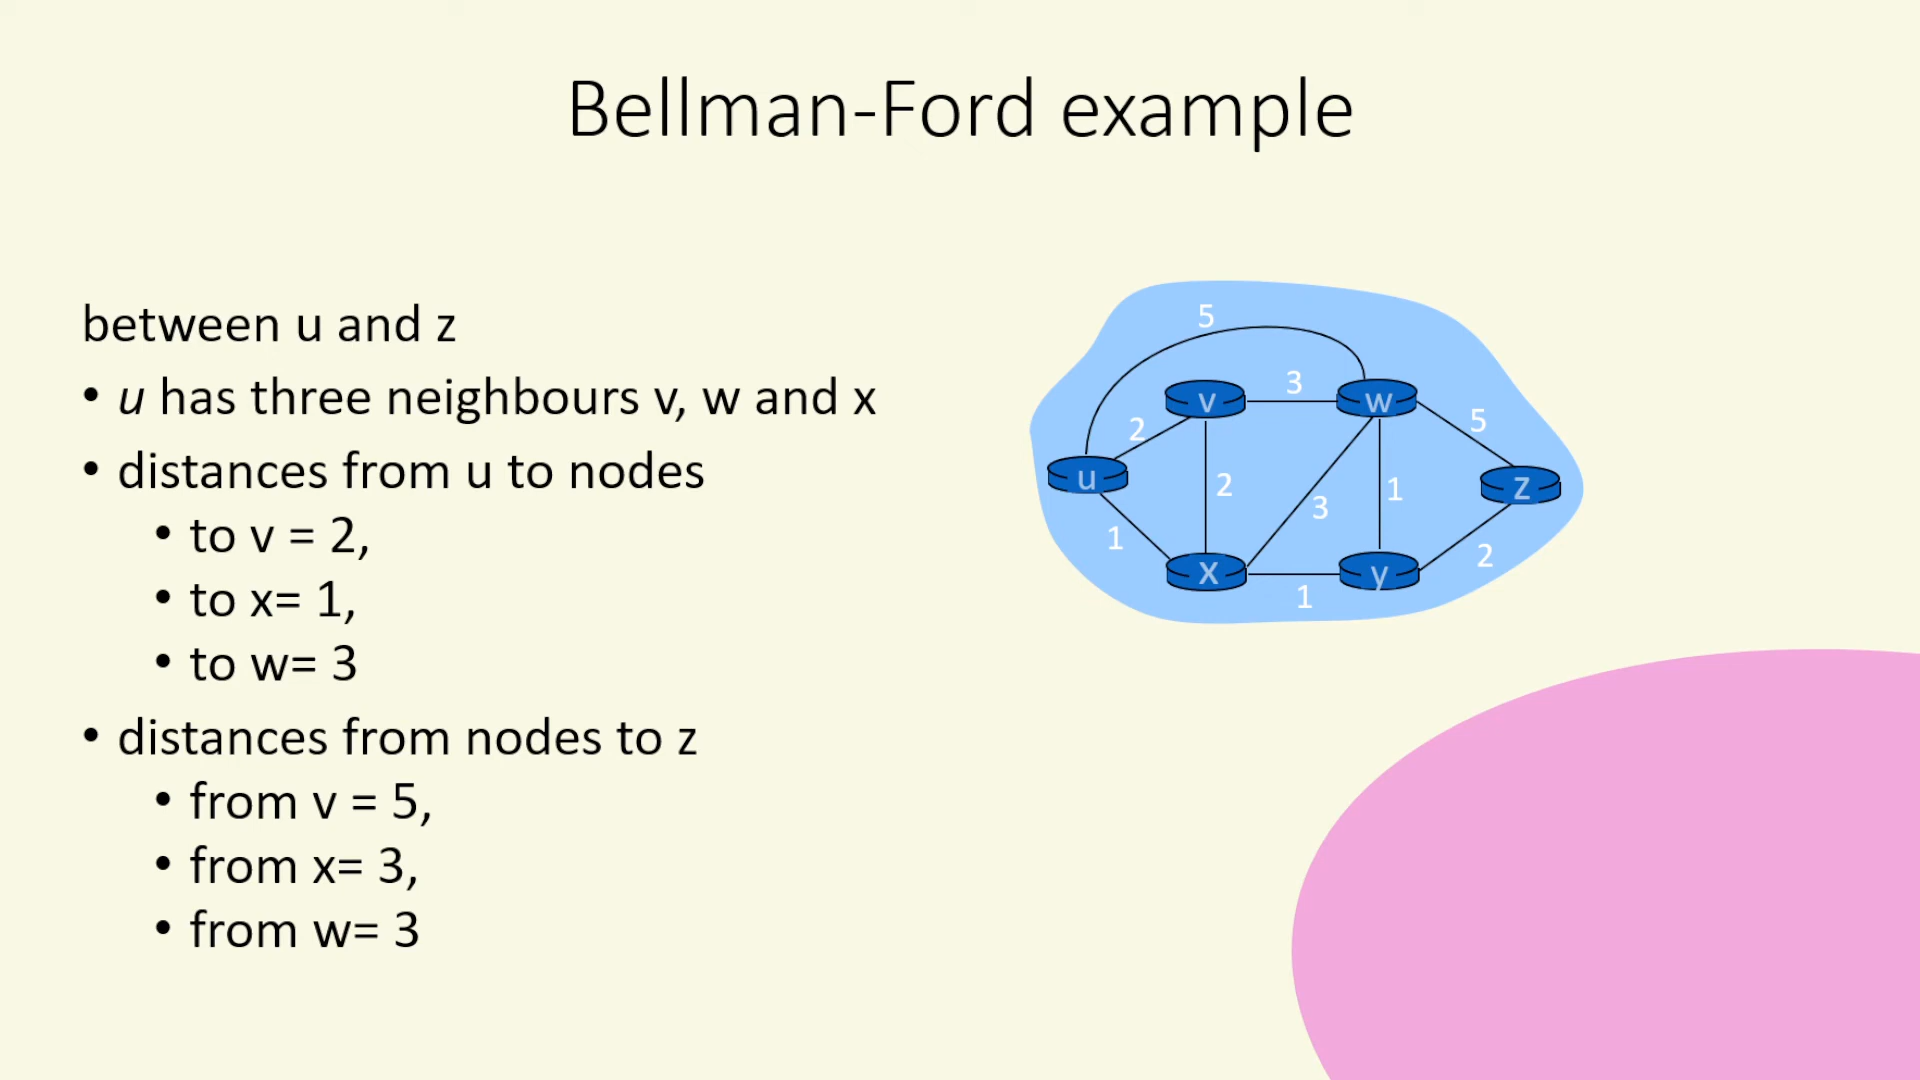 Bellman-Ford example
between u and z
• u has three neighbours v, w and x
• distances from u to nodes
• to v = 2,
• to x= 1,
• to w= 3
• distances from nodes to z
• from v = 5,
• from x= 3,
• from w= 3
5
3
v
w
2
5
u
2
3
1
z
1
2
x
y
1